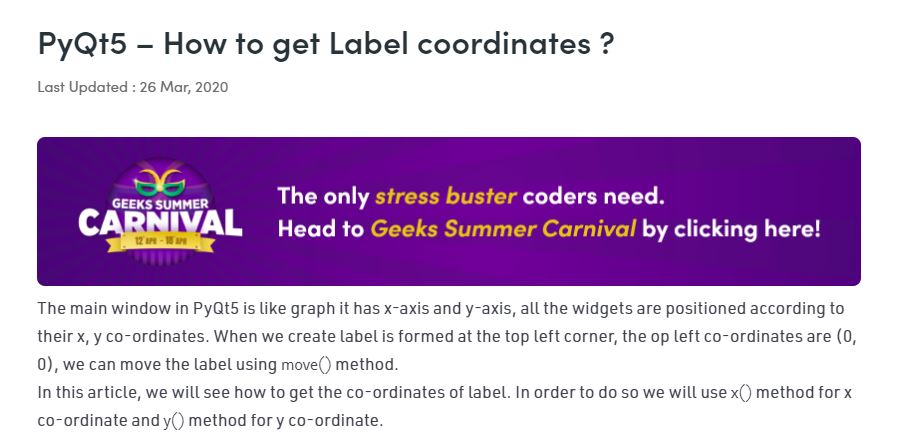 PyQt5 – How to get Label coordinates ?
Last Updated : 26 Mar, 2020
GEEKS SUMMER
CARNIVAL
12 APR - 18 APR
The only stress buster coders need.
Head to Geeks Summer Carnival by clicking here!
The main window in PyQt5 is like graph it has x-axis and y-axis, all the widgets are positioned according to
their x, y co-ordinates. When we create label is formed at the top left corner, the op left co-ordinates are (0,
0), we can move the label using move() method.
In this article, we will see how to get the co-ordinates of label. In order to do so we will use x() method for x
co-ordinate and y() method for y co-ordinate.